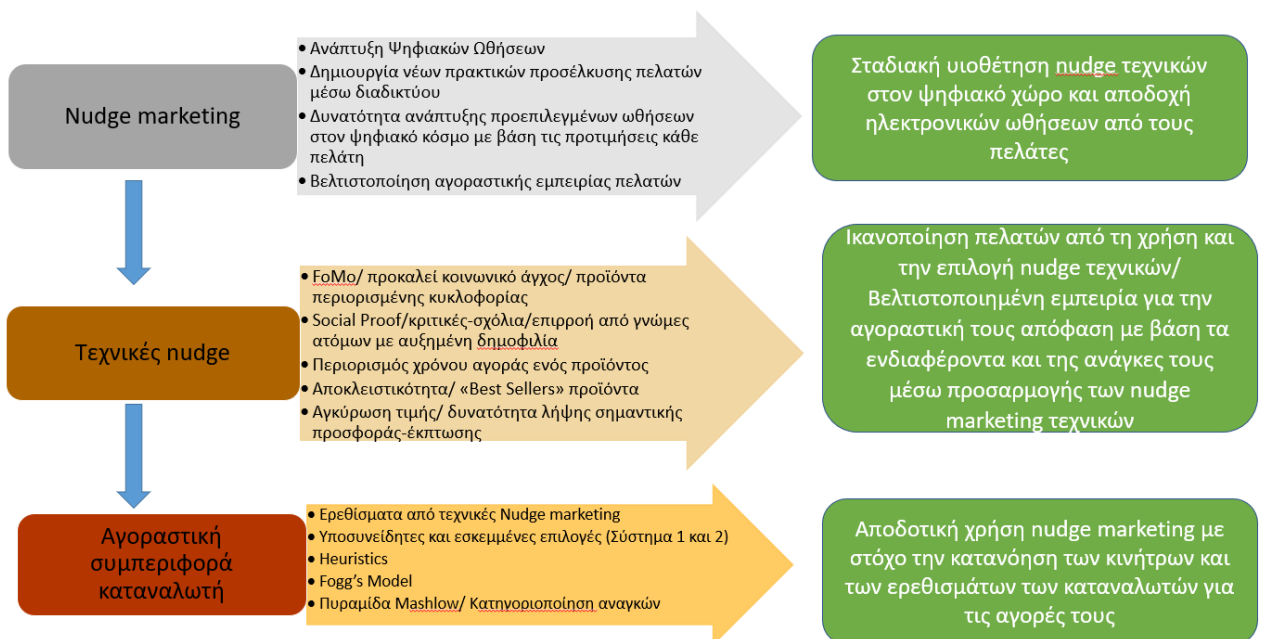 Nudge marketing
• Ανάπτυξη Ψηφιακών Ωθήσεων
• Δημιουργία νέων πρακτικών προσέλκυσης πελατών
μέσω διαδικτύου
• Δυνατότητα ανάπτυξης προεπιλεγμένων ωθήσεων
στον ψηφιακό κόσμο με βάση τις προτιμήσεις κάθε
πελάτη
• Βελτιστοποίηση αγοραστικής εμπειρίας πελατών
Σταδιακή υιοθέτηση nudge τεχνικών
στον ψηφιακό χώρο και αποδοχή
ηλεκτρονικών ωθήσεων από τους
πελάτες
Τεχνικές nudge
• FoMo/ προκαλεί κοινωνικό άγχος/ προϊόντα
περιορισμένης κυκλοφορίας
• Social Proof/κριτικές-σχόλια/επιρροή από γνώμες
ατόμων με αυξημένη δημοφιλία
• Περιορισμός χρόνου αγοράς ενός προϊόντος
• Αποκλειστικότητα/ «Best Sellers» προϊόντα
• Αγκύρωση τιμής/ δυνατότητα λήψης σημαντικής
προσφοράς-έκπτωσης
Ικανοποίηση πελατών από τη χρήση και
την επιλογή nudge τεχνικών/
Βελτιστοποιημένη εμπειρία για την
αγοραστική τους απόφαση με βάση τα
ενδιαφέροντα και της ανάγκες τους
μέσω προσαρμογής των nudge
marketing τεχνικών
Αγοραστική
συμπεριφορά
καταναλωτή
• Ερεθίσματα από τεχνικές Nudge marketing
• Υποσυνείδητες και εσκεμμένες επιλογές (Σύστημα 1 και 2)
• Heuristics
• Fogg's Model
• Πυραμίδα Mashlow/ Κατηγοριοποίηση αναγκών
Αποδοτική χρήση nudge marketing με
στόχο την κατανόηση των κινήτρων και
των ερεθισμάτων των καταναλωτών για
τις αγορές τους